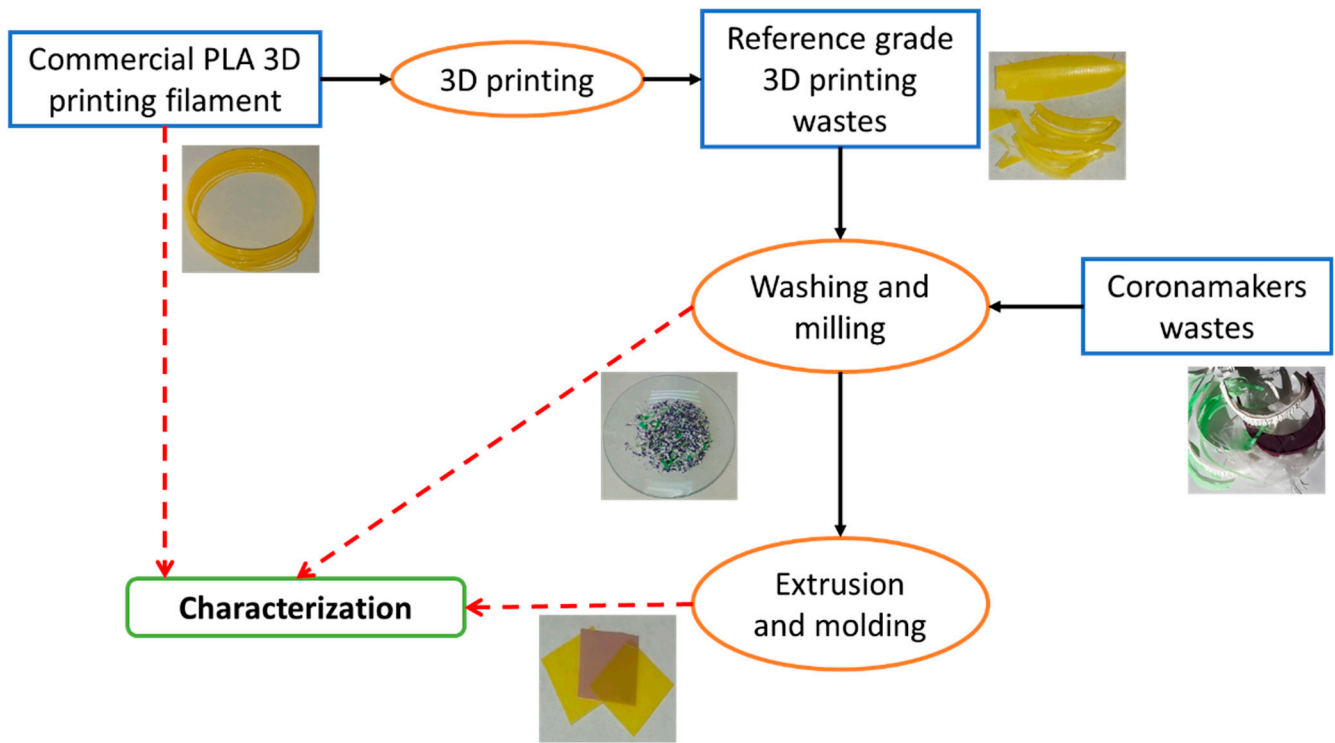 Commercial PLA 3D
printing filament
3D printing
Reference grade
3D printing
wastes
Washing and
milling
Coronamakers
wastes
Extrusion
and molding
Characterization